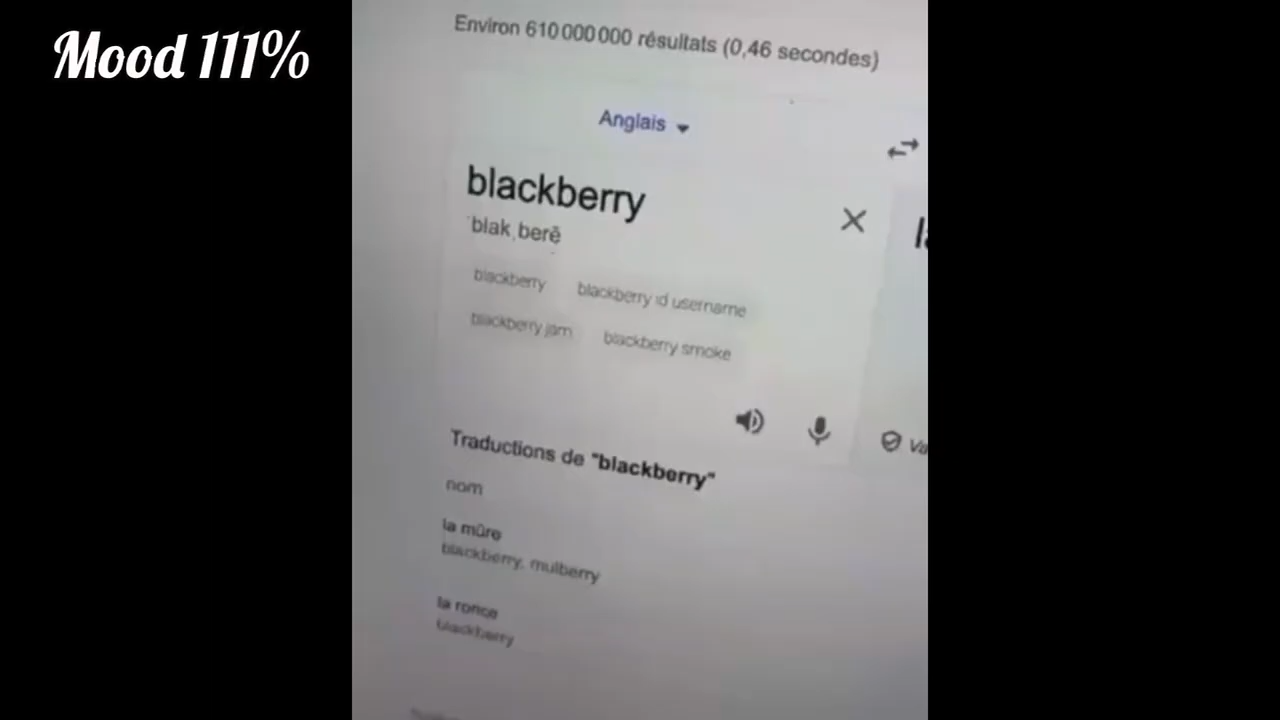 Mood 111%
Environ 610 000 000 résultats (0,46 secondes)
Anglais
blackberry
ˈblakˌberē
blackberry blackberry id username
blackberry jam blackberry smoke
Traductions de "blackberry"
nom
la mûre
blackberry, mulberry
la ronce
blackberry